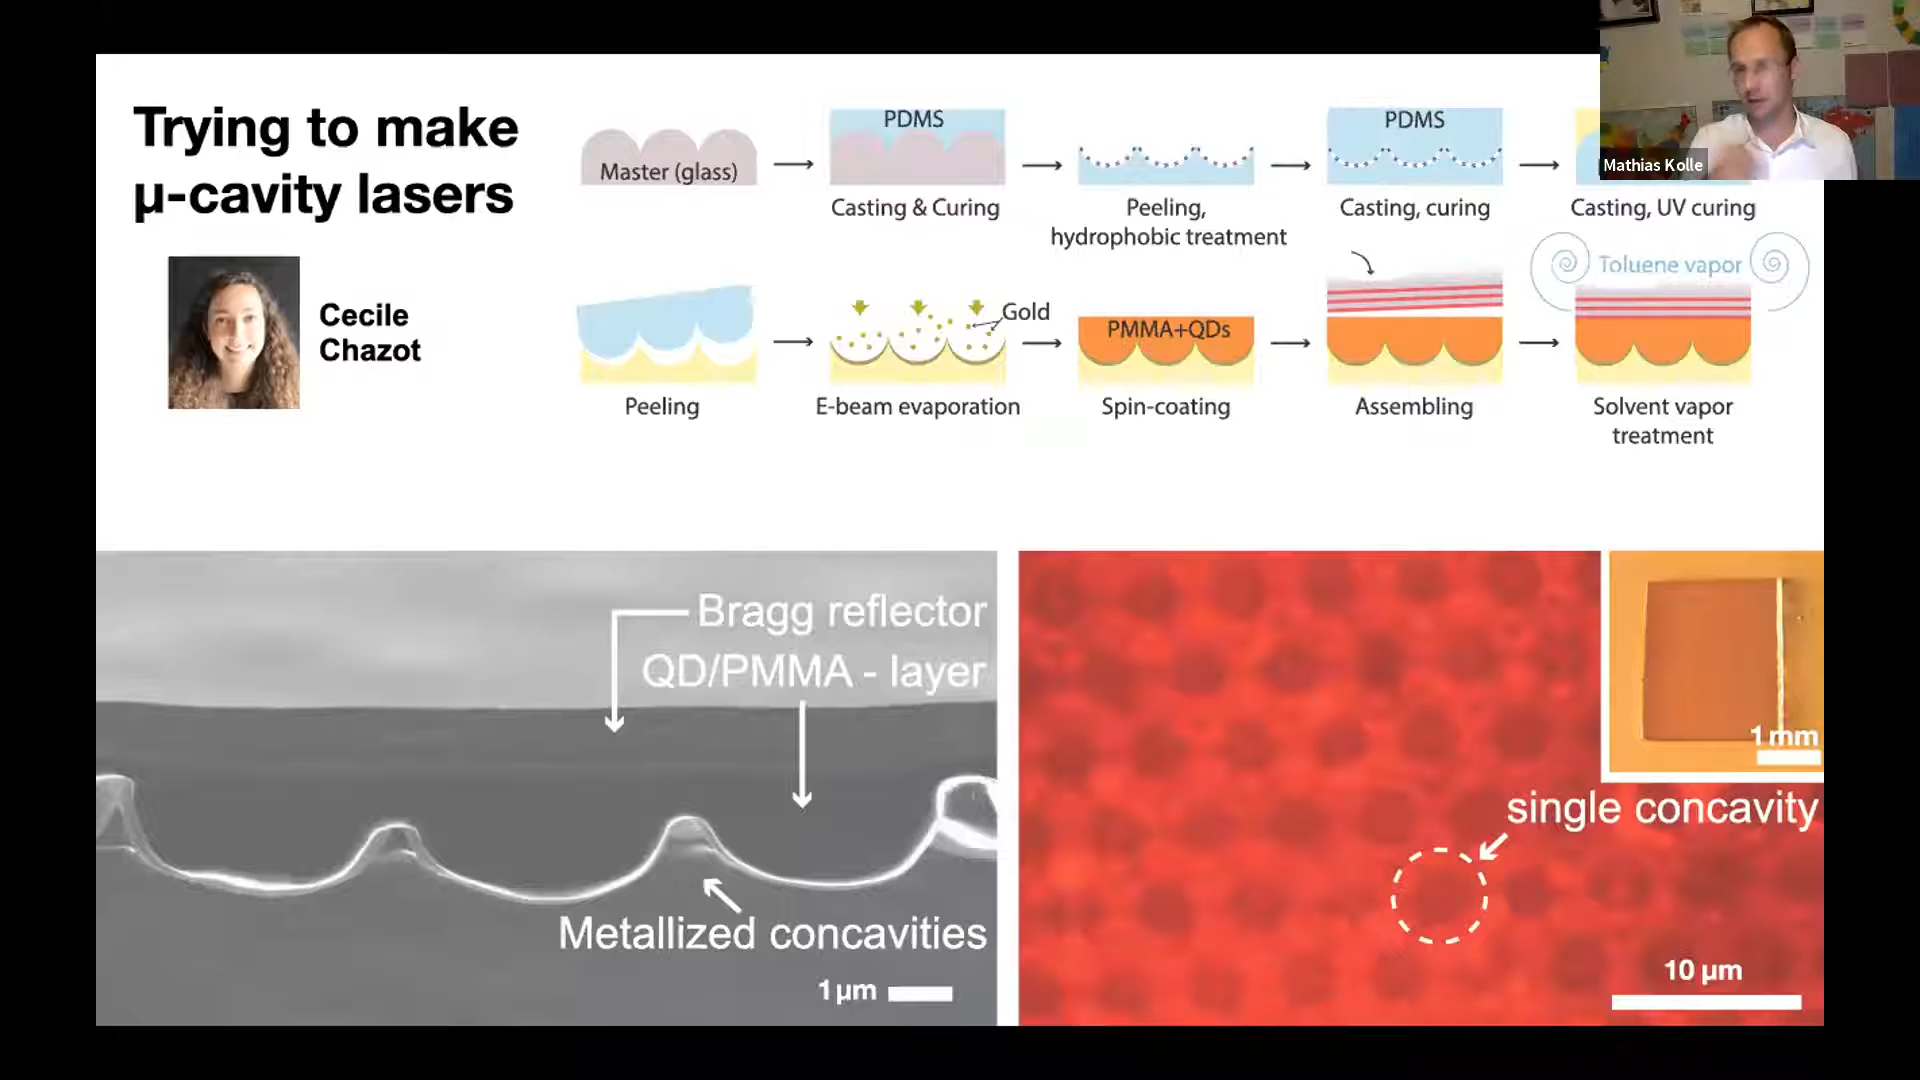 Trying to make
μ-cavity lasers
Cecile
Chazot
Master (glass)
PDMS
Casting & Curing
Peeling,
hydrophobic treatment
PDMS
Casting, curing
Casting, UV curing
Mathias Kolle
Peeling
Gold
E-beam evaporation
PMMA+QDs
Spin-coating
Assembling
Toluene vapor
Solvent vapor
treatment
Bragg reflector
QD/PMMA - layer
Metallized concavities
1 μm
1 mm
single concavity
10 μm